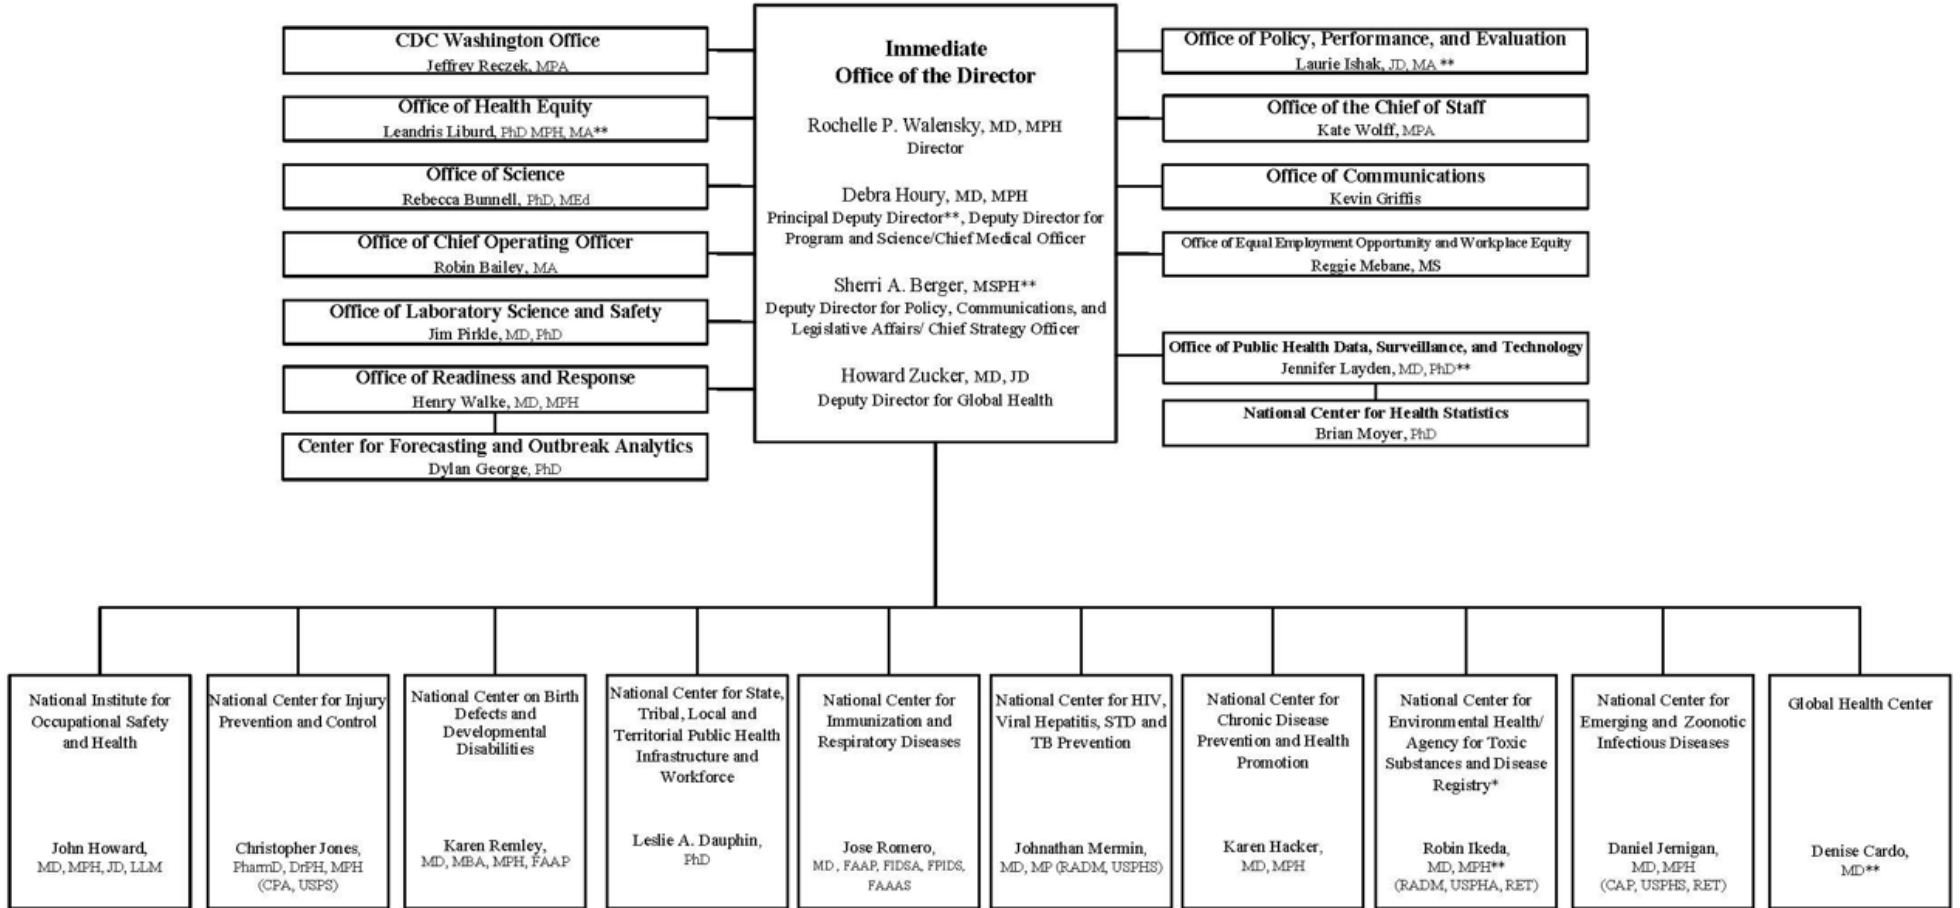 CDC Washington Office
Jeffrey Reczek, MPA
Office of Health Equity
Leandris Liburd, PhD MPH, MA**
Office of Science
Rebecca Bunnell, PhD, MEd
Office of Chief Operating Officer
Robin Bailey, MA
Office of Laboratory Science and Safety
Jim Pirkle, MD, PhD
Office of Readiness and Response
Henry Walke, MD, MPH
Center for Forecasting and Outbreak Analytics
Dylan George, PhD
Immediate
Office of the Director
Rochelle P. Walensky, MD, MPH
Director
Debra Houry, MD, MPH
Principal Deputy Director**, Deputy Director for
Program and Science/Chief Medical Officer
Sherri A. Berger, MSPH**
Deputy Director for Policy, Communications, and
Legislative Affairs/ Chief Strategy Officer
Howard Zucker, MD, JD
Deputy Director for Global Health
Office of Policy, Performance, and Evaluation
Laurie Ishak, JD, MA **
Office of the Chief of Staff
Kate Wolff, MPA
Office of Communications
Kevin Griffis
Office of Equal Employment Opportunity and Workplace Equity
Reggie Mebane, MS
Office of Public Health Data, Surveillance, and Technology
Jennifer Layden, MD, PhD**
National Center for Health Statistics
Brian Moyer, PhD
National Institute for
Occupational Safety
and Health
John Howard,
MD, MPH, JD, LLM
National Center for Injury
Prevention and Control
Christopher Jones,
PharmD, DrPH, MPH
(CPA, USPS)
National Center on Birth
Defects and
Developmental
Disabilities
Karen Remley,
MD, MBA, MPH, FAAP
National Center for State,
Tribal, Local and
Territorial Public Health
Infrastructure and
Workforce
Leslie A. Dauphin,
PhD
National Center for
Immunization and
Respiratory Diseases
Jose Romero,
MD, FAAP, FIDSA, FPIDS,
FAAAS
National Center for HIV,
Viral Hepatitis, STD and
TB Prevention
Johnathan Mermin,
MD, MP (RADM, USPHS)
National Center for
Chronic Disease
Prevention and Health
Promotion
Karen Hacker,
MD, MPH
National Center for
Environmental Health/
Agency for Toxic
Substances and Disease
Registry*
Robin Ikeda,
MD, MPH**
(RADM, USPHA, RET)
National Center for
Emerging and Zoonotic
Infectious Diseases
Daniel Jernigan,
MD, MPH
(CAP, USPHS, RET)
Global Health Center
Denise Cardo,
MD**